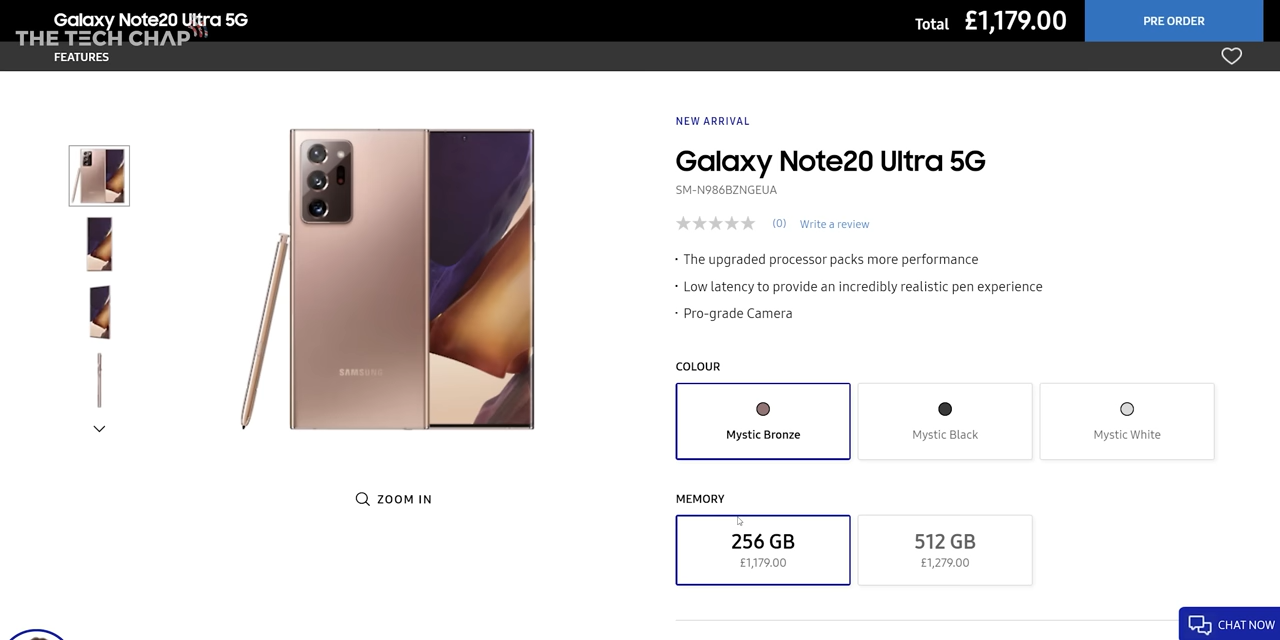 Galaxy Note20 Ultra 5G
Total £1,179.00
PRE ORDER
THE TECH CHAP
FEATURES
NEW ARRIVAL
Galaxy Note20 Ultra 5G
SM-N986BZNGEUA
(0) Write a review
· The upgraded processor packs more performance
· Low latency to provide an incredibly realistic pen experience
· Pro-grade Camera
SAMSUNG
ZOOM IN
COLOUR
Mystic Bronze
Mystic Black
Mystic White
MEMORY
256 GB
£1,179.00
512 GB
£1,279.00
CHAT NOW